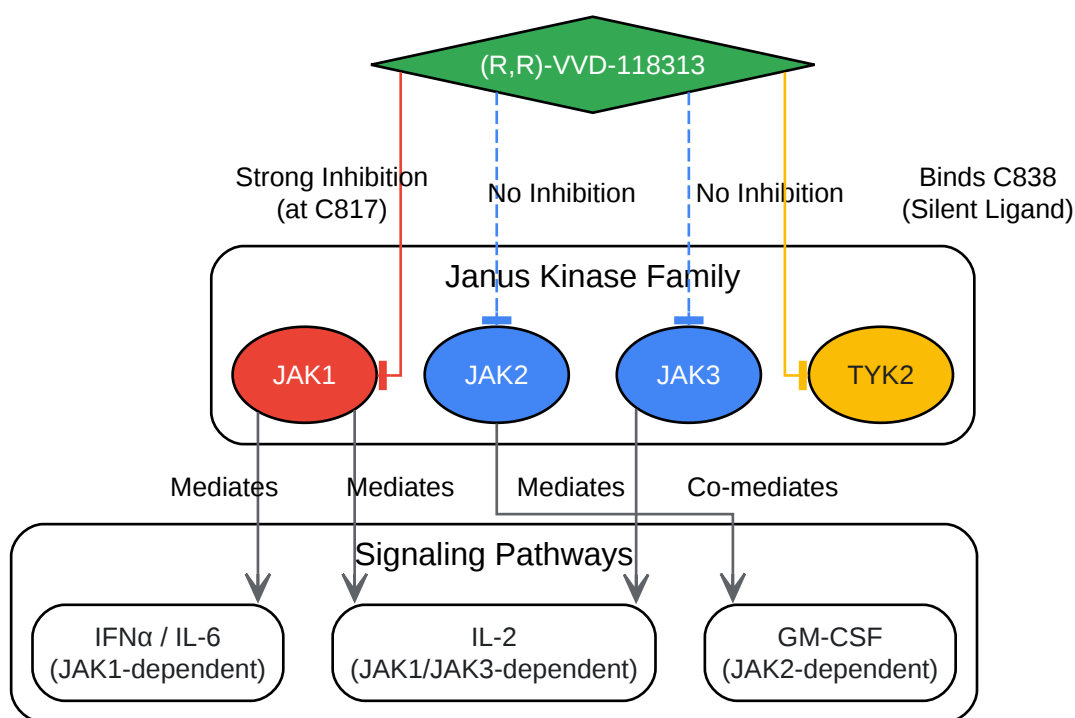 (R,R)-VVD-118313
Strong Inhibition
(at C817)
No Inhibition
No Inhibition
Binds C838
(Silent Ligand)
Janus Kinase Family
JAK1
JAK2
JAK3
TYK2
Mediates
Mediates
Mediates
Co-mediates
Signaling Pathways
IFNα / IL-6
(JAK1-dependent)
IL-2
(JAK1/JAK3-dependent)
GM-CSF
(JAK2-dependent)